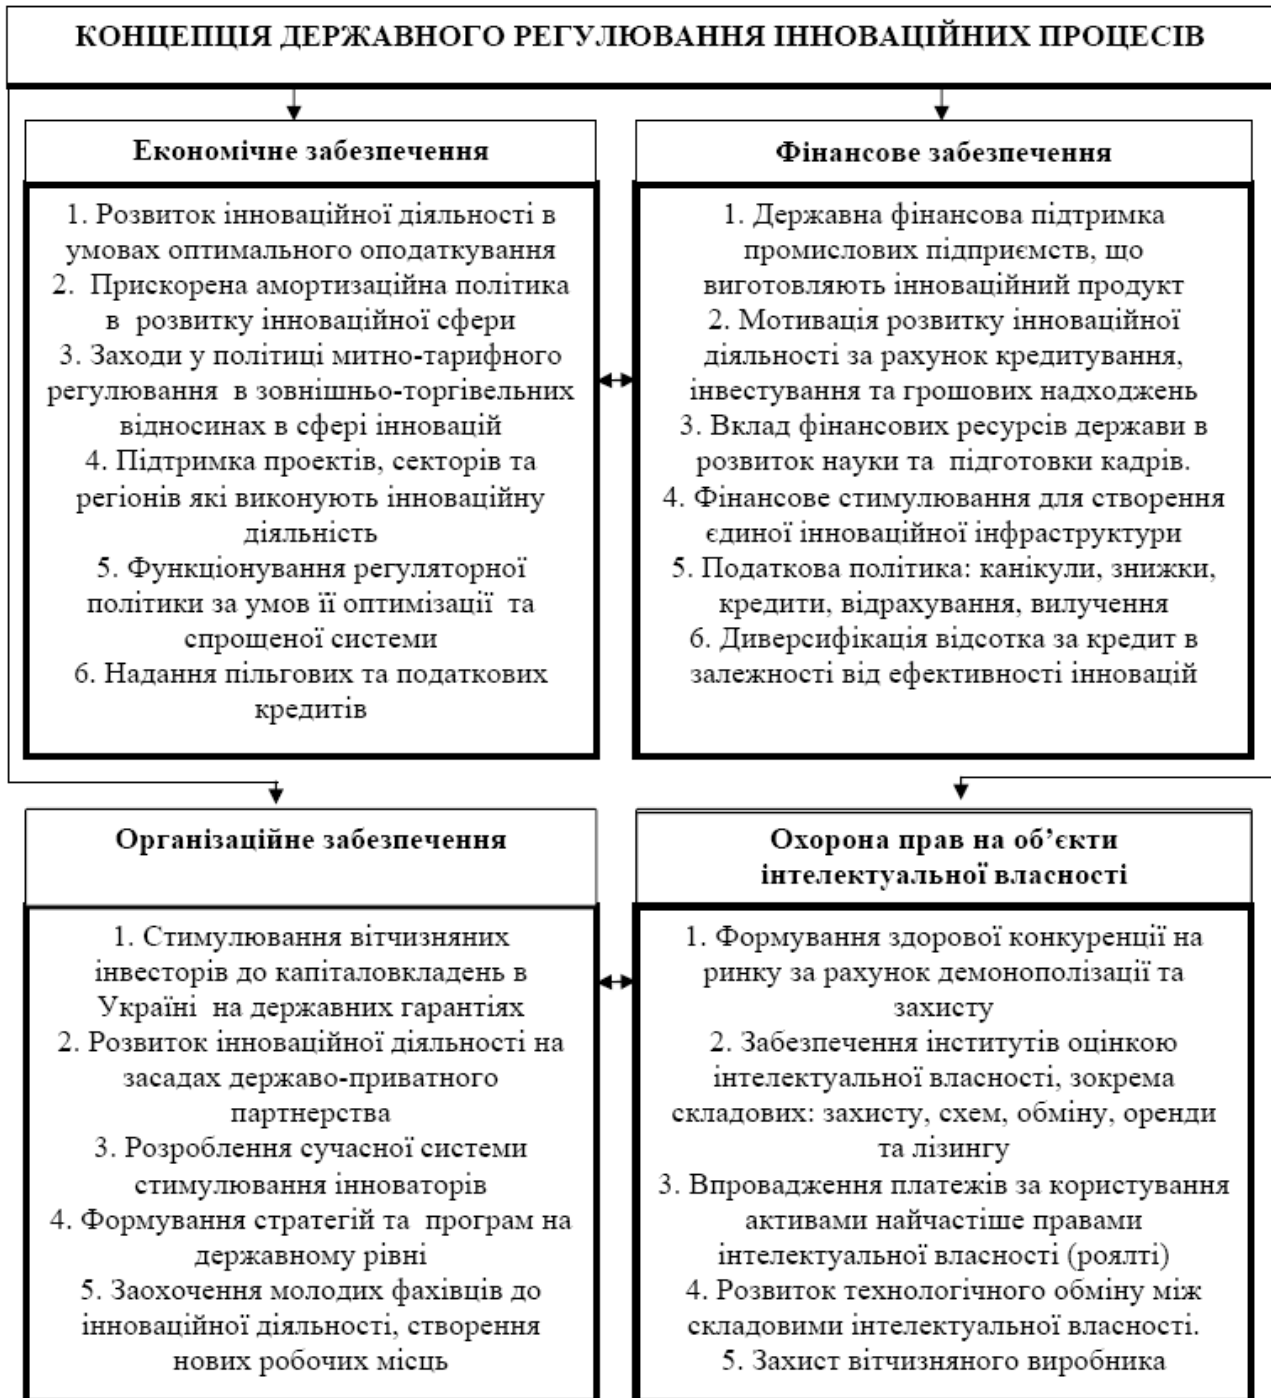 КОНЦЕПЦІЯ ДЕРЖАВНОГО РЕГУЛЮВАННЯ ІННОВАЦІЙНИХ ПРОЦЕСІВ
Економічне забезпечення
1. Розвиток інноваційної діяльності в
умовах оптимального оподаткування
2. Прискорена амортизаційна політика
в розвитку інноваційної сфери
3. Заходи у політиці митно-тарифного
регулювання в зовнішньо-торгівельних
відносинах в сфері інновацій
4. Підтримка проектів, секторів та
регіонів які виконують інноваційну
діяльність
5. Функціонування регуляторної
політики за умов її оптимізації та
спрощеної системи
6. Надання пільгових та податкових
кредитів
Фінансове забезпечення
1. Державна фінансова підтримка
промислових підприємств, що
виготовляють інноваційний продукт
2. Мотивація розвитку інноваційної
діяльності за рахунок кредитування,
інвестування та грошових надходжень
3. Вклад фінансових ресурсів держави в
розвиток науки та підготовки кадрів.
4. Фінансове стимулювання для створення
єдиної інноваційної інфраструктури
5. Податкова політика: канікули, знижки,
кредити, відрахування, вилучення
6. Диверсифікація відсотка за кредит в
залежності від ефективності інновацій
Організаційне забезпечення
1. Стимулювання вітчизняних
інвесторів до капіталовкладень в
Україні на державних гарантіях
2. Розвиток інноваційної діяльності на
засадах державо-приватного
партнерства
3. Розроблення сучасної системи
стимулювання інноваторів
4. Формування стратегій та програм на
державному рівні
5. Заохочення молодих фахівців до
інноваційної діяльності, створення
нових робочих місць
Охорона прав на об’єкти
інтелектуальної власності
1. Формування здорової конкуренції на
ринку за рахунок демонополізації та
захисту
2. Забезпечення інститутів оцінкою
інтелектуальної власності, зокрема
складових: захисту, схем, обміну, оренди
та лізингу
3. Впровадження платежів за користування
активами найчастіше правами
інтелектуальної власності (роялті)
4. Розвиток технологічного обміну між
складовими інтелектуальної власності.
5. Захист вітчизняного виробника